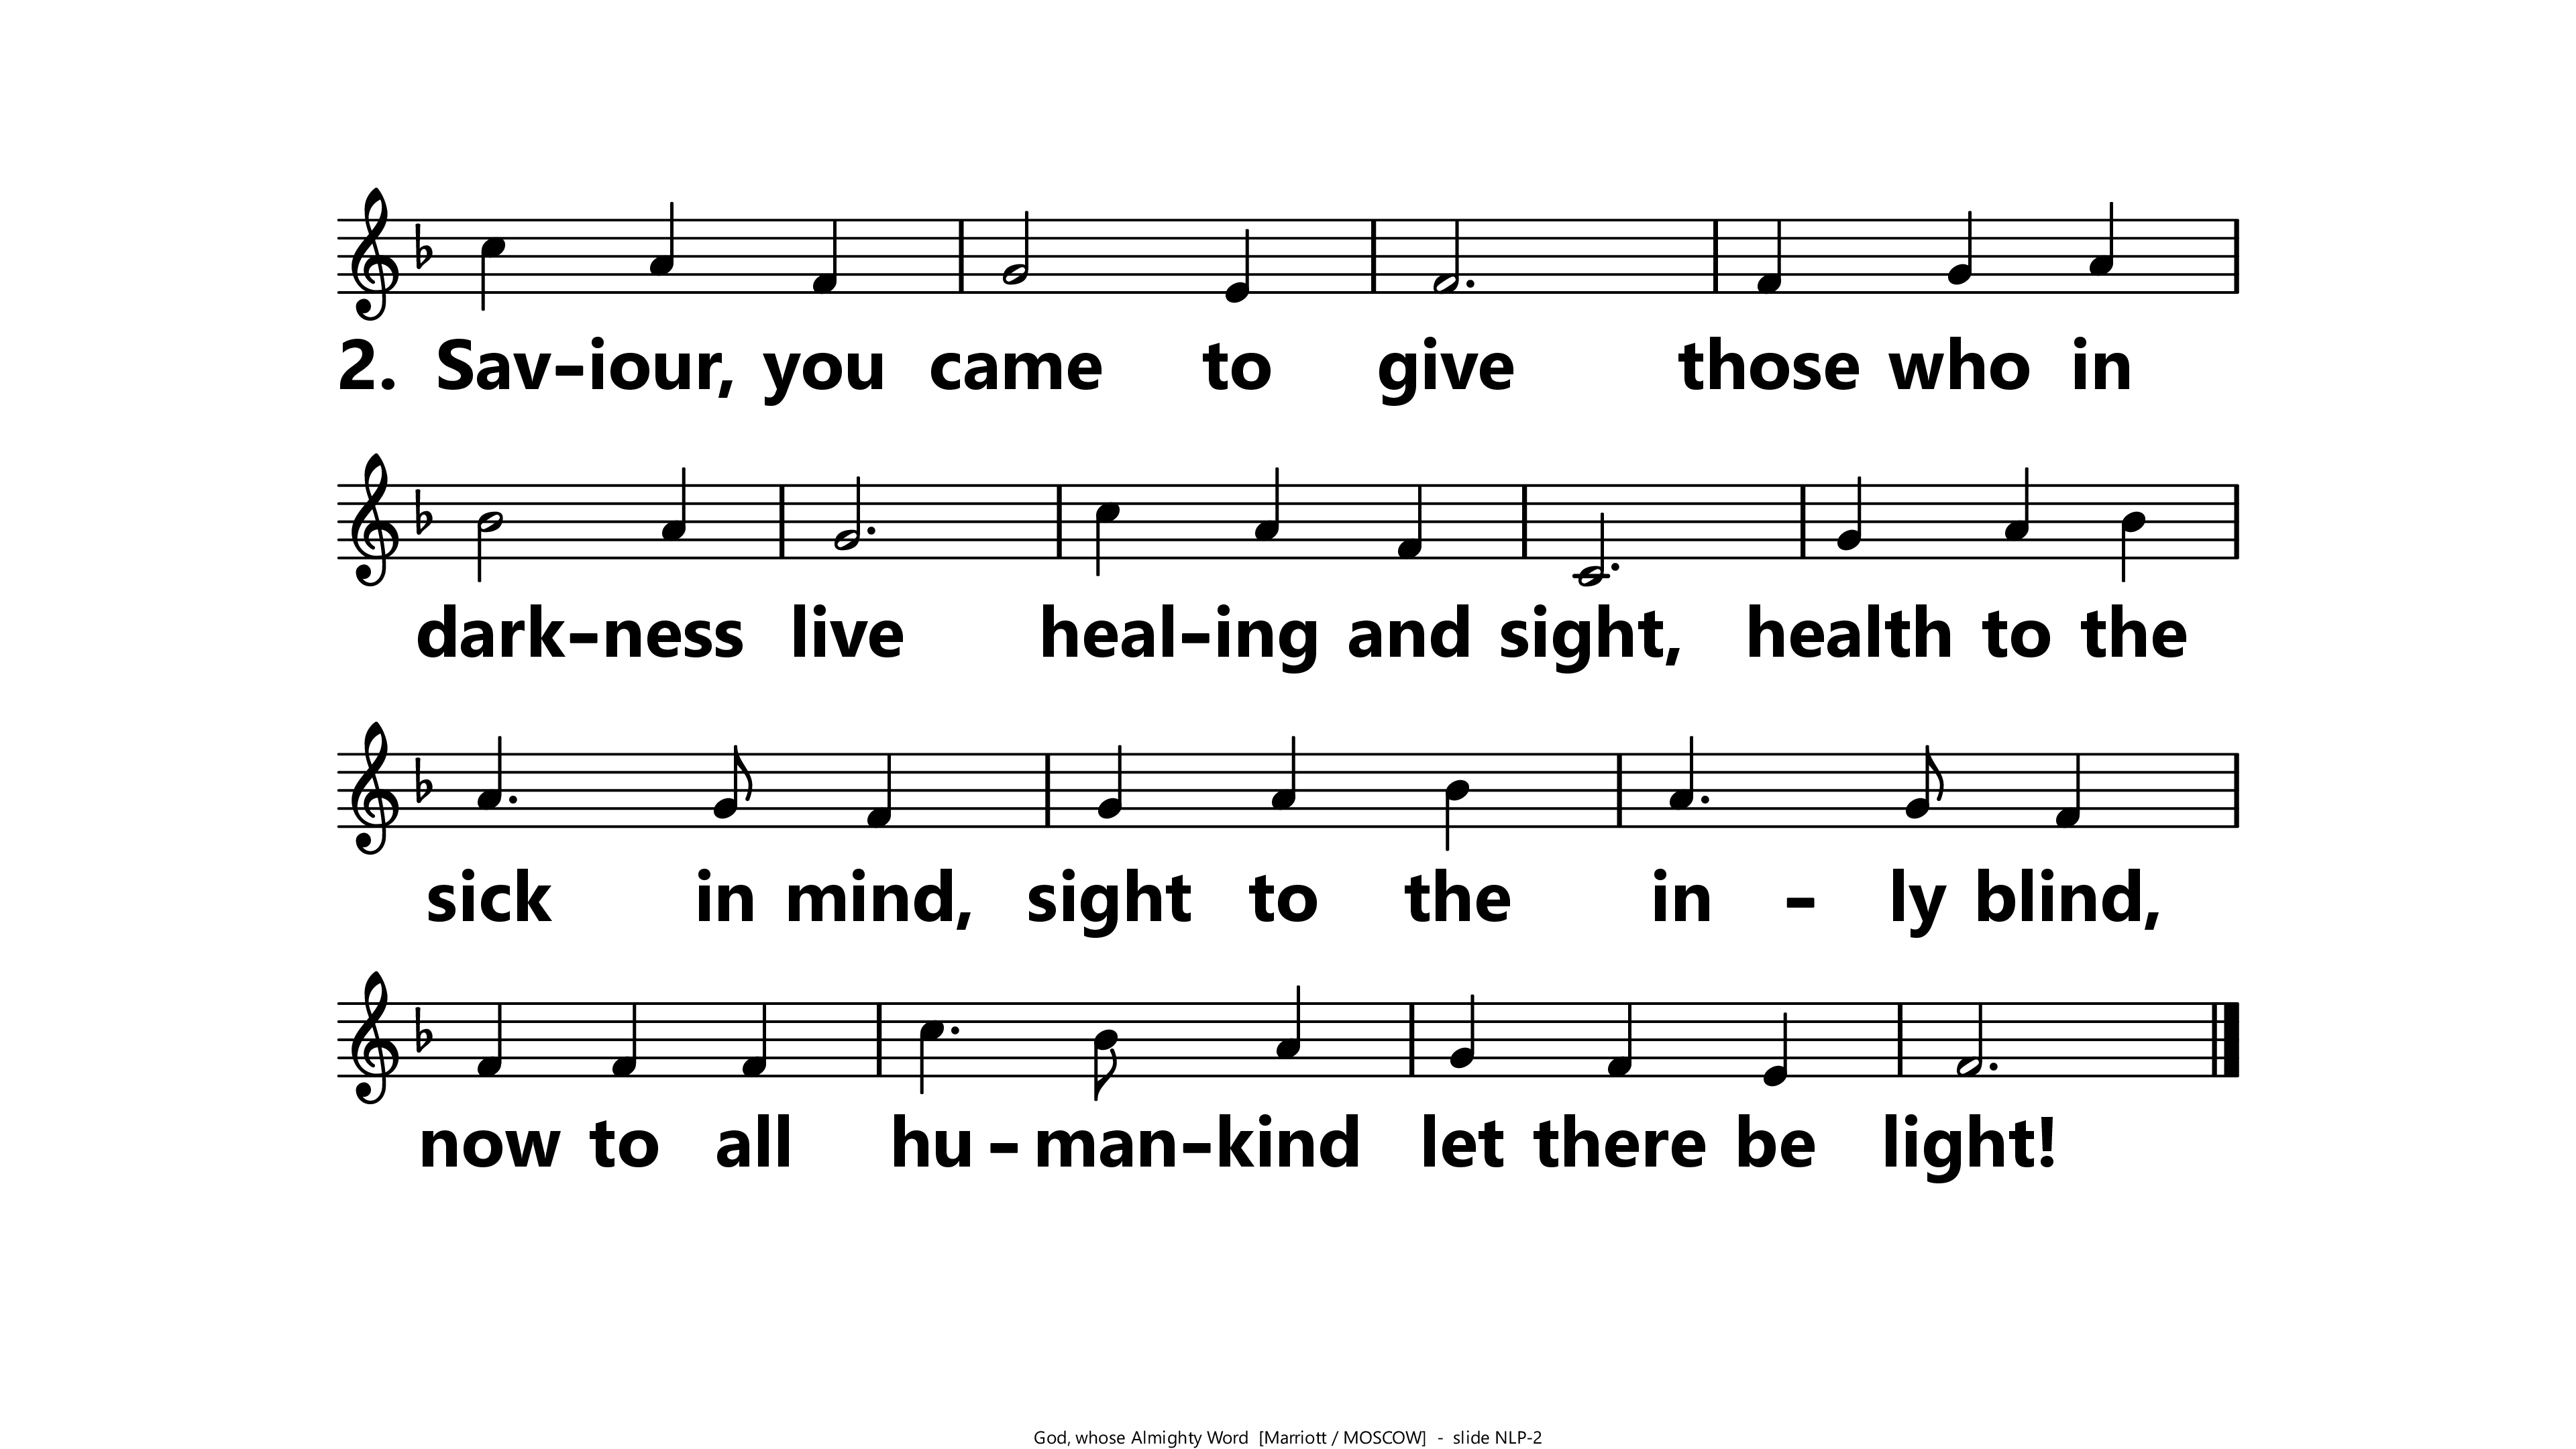 2. Sav-iour, you came to give those who in
dark-ness live heal-ing and sight, health to the
sick in mind, sight to the in - ly blind,
now to all hu - man-kind let there be light!
God, whose Almighty Word [Marriott / MOSCOW] - slide NLP-2